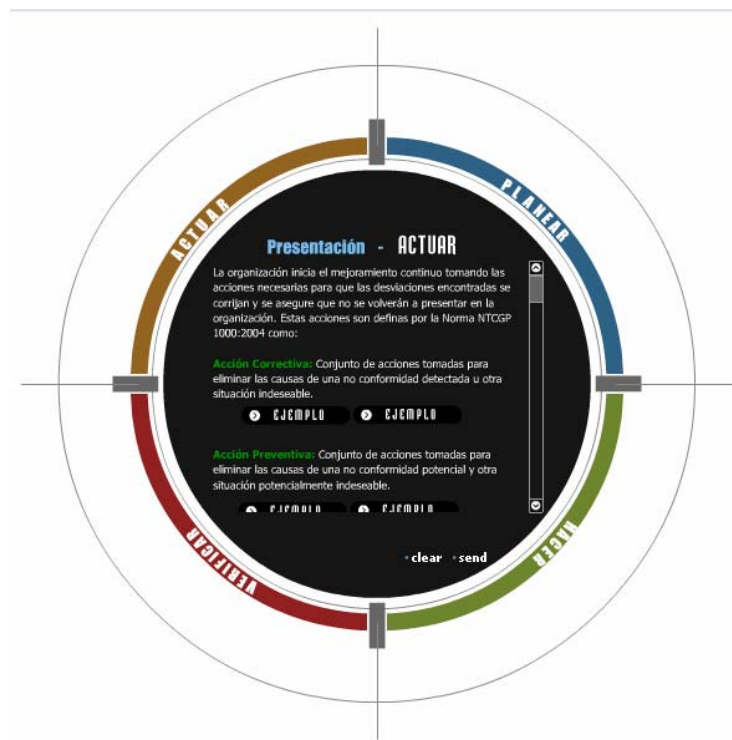 ACTUAR
PLANEAR
Presentación - ACTUAR
La organización inicia el mejoramiento continuo tomando las
acciones necesarias para que las desviaciones encontradas se
corrijan y se asegure que no se volverán a presentar en la
organización. Estas acciones son definas por la Norma NTCGP
1000:2004 como:
Acción Correctiva: Conjunto de acciones tomadas para
eliminar las causas de una no conformidad detectada u otra
situación indeseable.
EJEMPLO EJEMPLO
Acción Preventiva: Conjunto de acciones tomadas para
eliminar las causas de una no conformidad potencial y otra
situación potencialmente indeseable.
EJEMPLO EJEMPLO
clear send
VERIFICAR
HACER